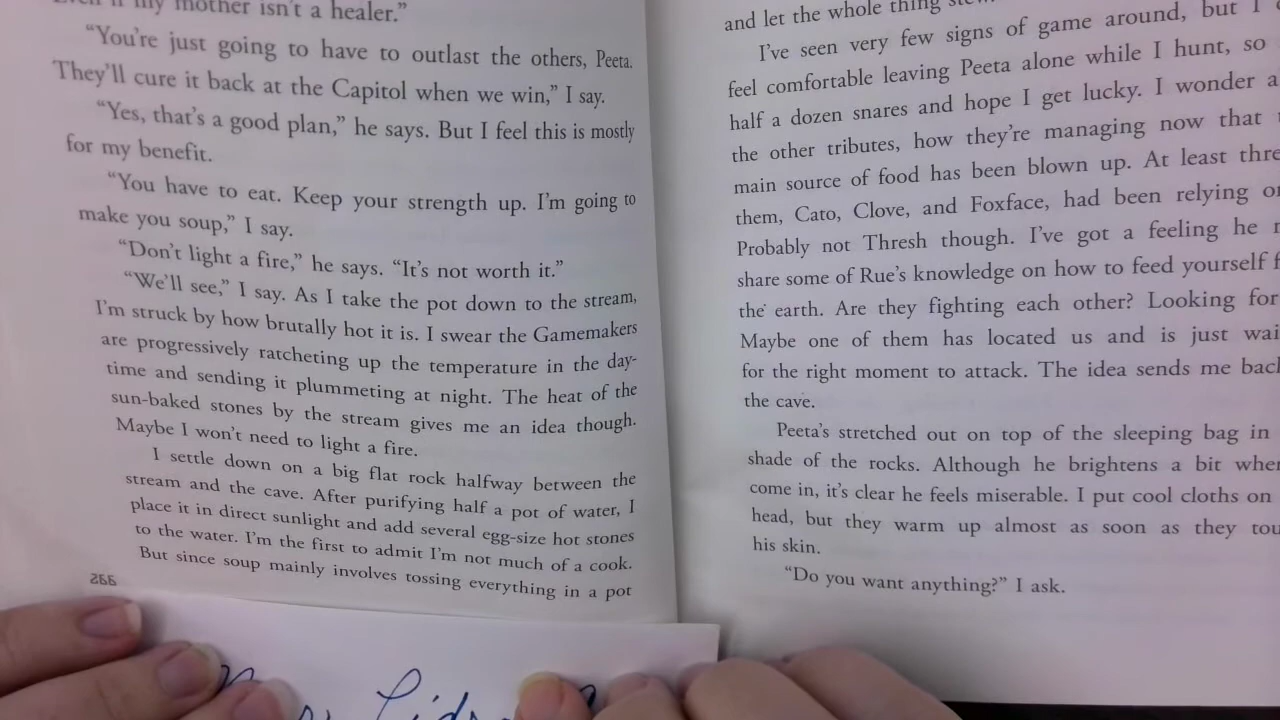 my mother isn't a healer."
"You're just going to have to outlast the others, Peeta.
They'll cure it back at the Capitol when we win," I say.
"Yes, that's a good plan," he says. But I feel this is mostly
for my benefit.
"You have to eat. Keep your strength up. I'm going to
make you soup," I say.
"Don't light a fire," he says. "It's not worth it."
"We'll see," I say. As I take the pot down to the stream,
I'm struck by how brutally hot it is. I swear the Gamemakers
are progressively ratcheting up the temperature in the day-
time and sending it plummeting at night. The heat of the
sun-baked stones by the stream gives me an idea though.
Maybe I won't need to light a fire.
I settle down on a big flat rock halfway between the
stream and the cave. After purifying half a pot of water, I
place it in direct sunlight and add several egg-size hot stones
to the water. I'm the first to admit I'm not much of a cook.
But since soup mainly involves tossing everything in a pot
266
and let the whole thing
I've seen very few signs of game around, but I
feel comfortable leaving Peeta alone while I hunt, so
half a dozen snares and hope I get lucky. I wonder
the other tributes, how they're managing now that
main source of food has been blown up. At least
them, Cato, Clove, and Foxface, had been relying
Probably not Thresh though. I've got a feeling he
share some of Rue's knowledge on how to feed yourself
the earth. Are they fighting each other? Looking for
Maybe one of them has located us and is just
for the right moment to attack. The idea sends me
the cave.
Peeta's stretched out on top of the sleeping bag in
shade of the rocks. Although he brightens a bit
come in, it's clear he feels miserable. I put cool cloths on
head, but they warm up almost as soon as they
his skin.
"Do you want anything?" I ask.